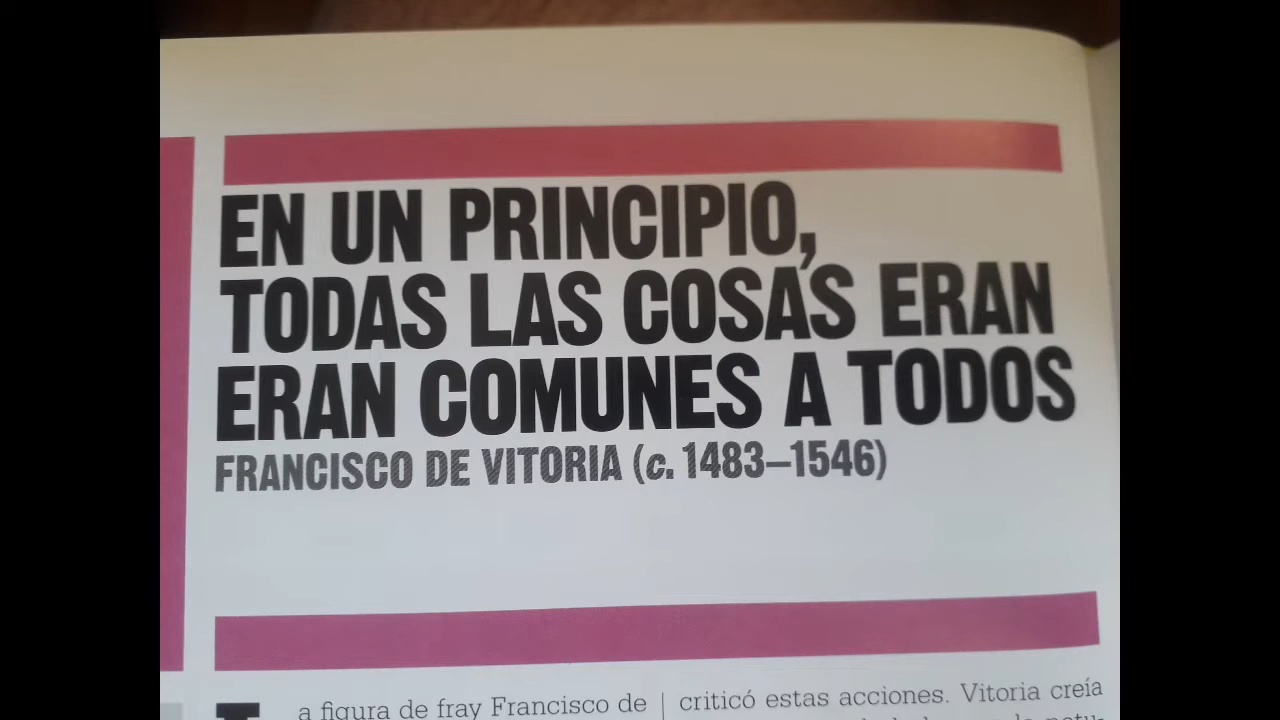 EN UN PRINCIPIO,
TODAS LAS COSAS ERAN
ERAN COMUNES A TODOS
FRANCISCO DE VITORIA (c. 1483–1546)
La figura de fray Francisco de
criticó estas acciones. Vitoria creía